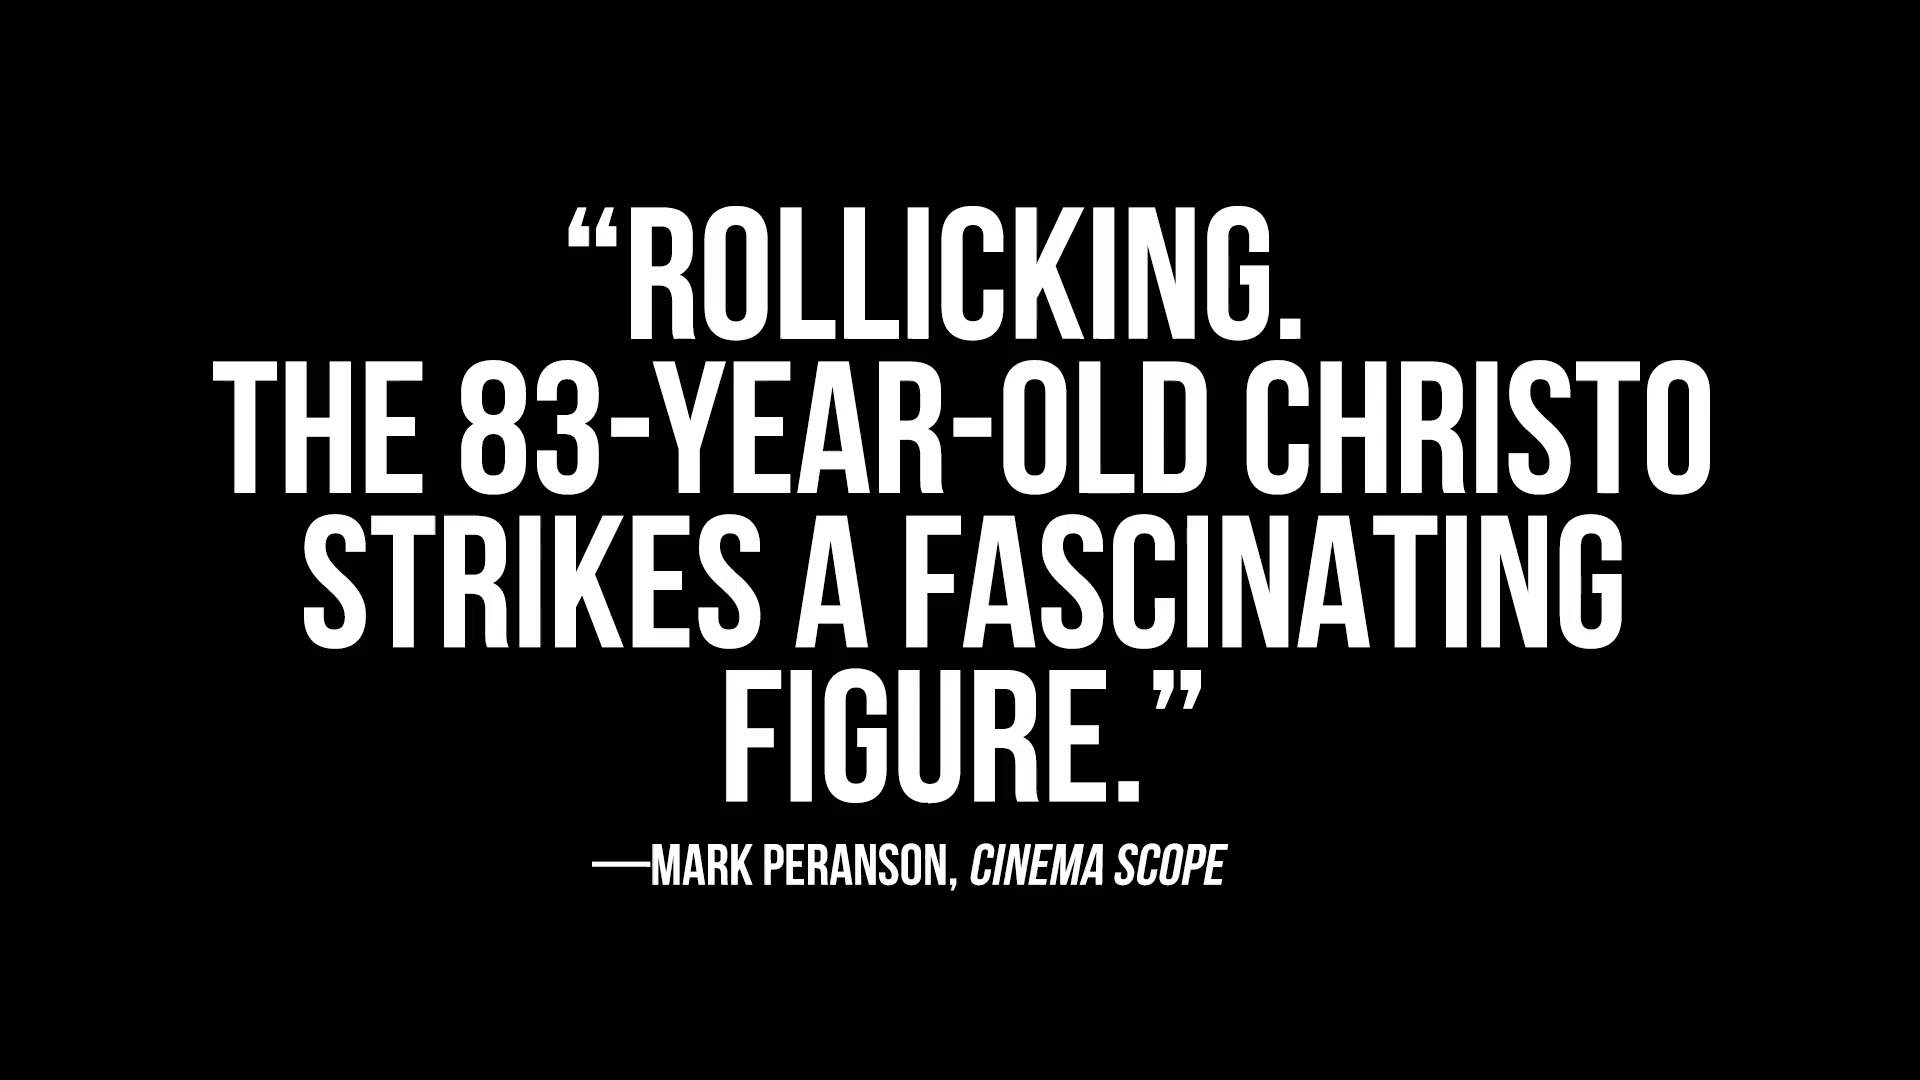 “ROLLICKING.
THE 83-YEAR-OLD CHRISTO
STRIKES A FASCINATING
FIGURE.”
—MARK PERANSON, CINEMA SCOPE